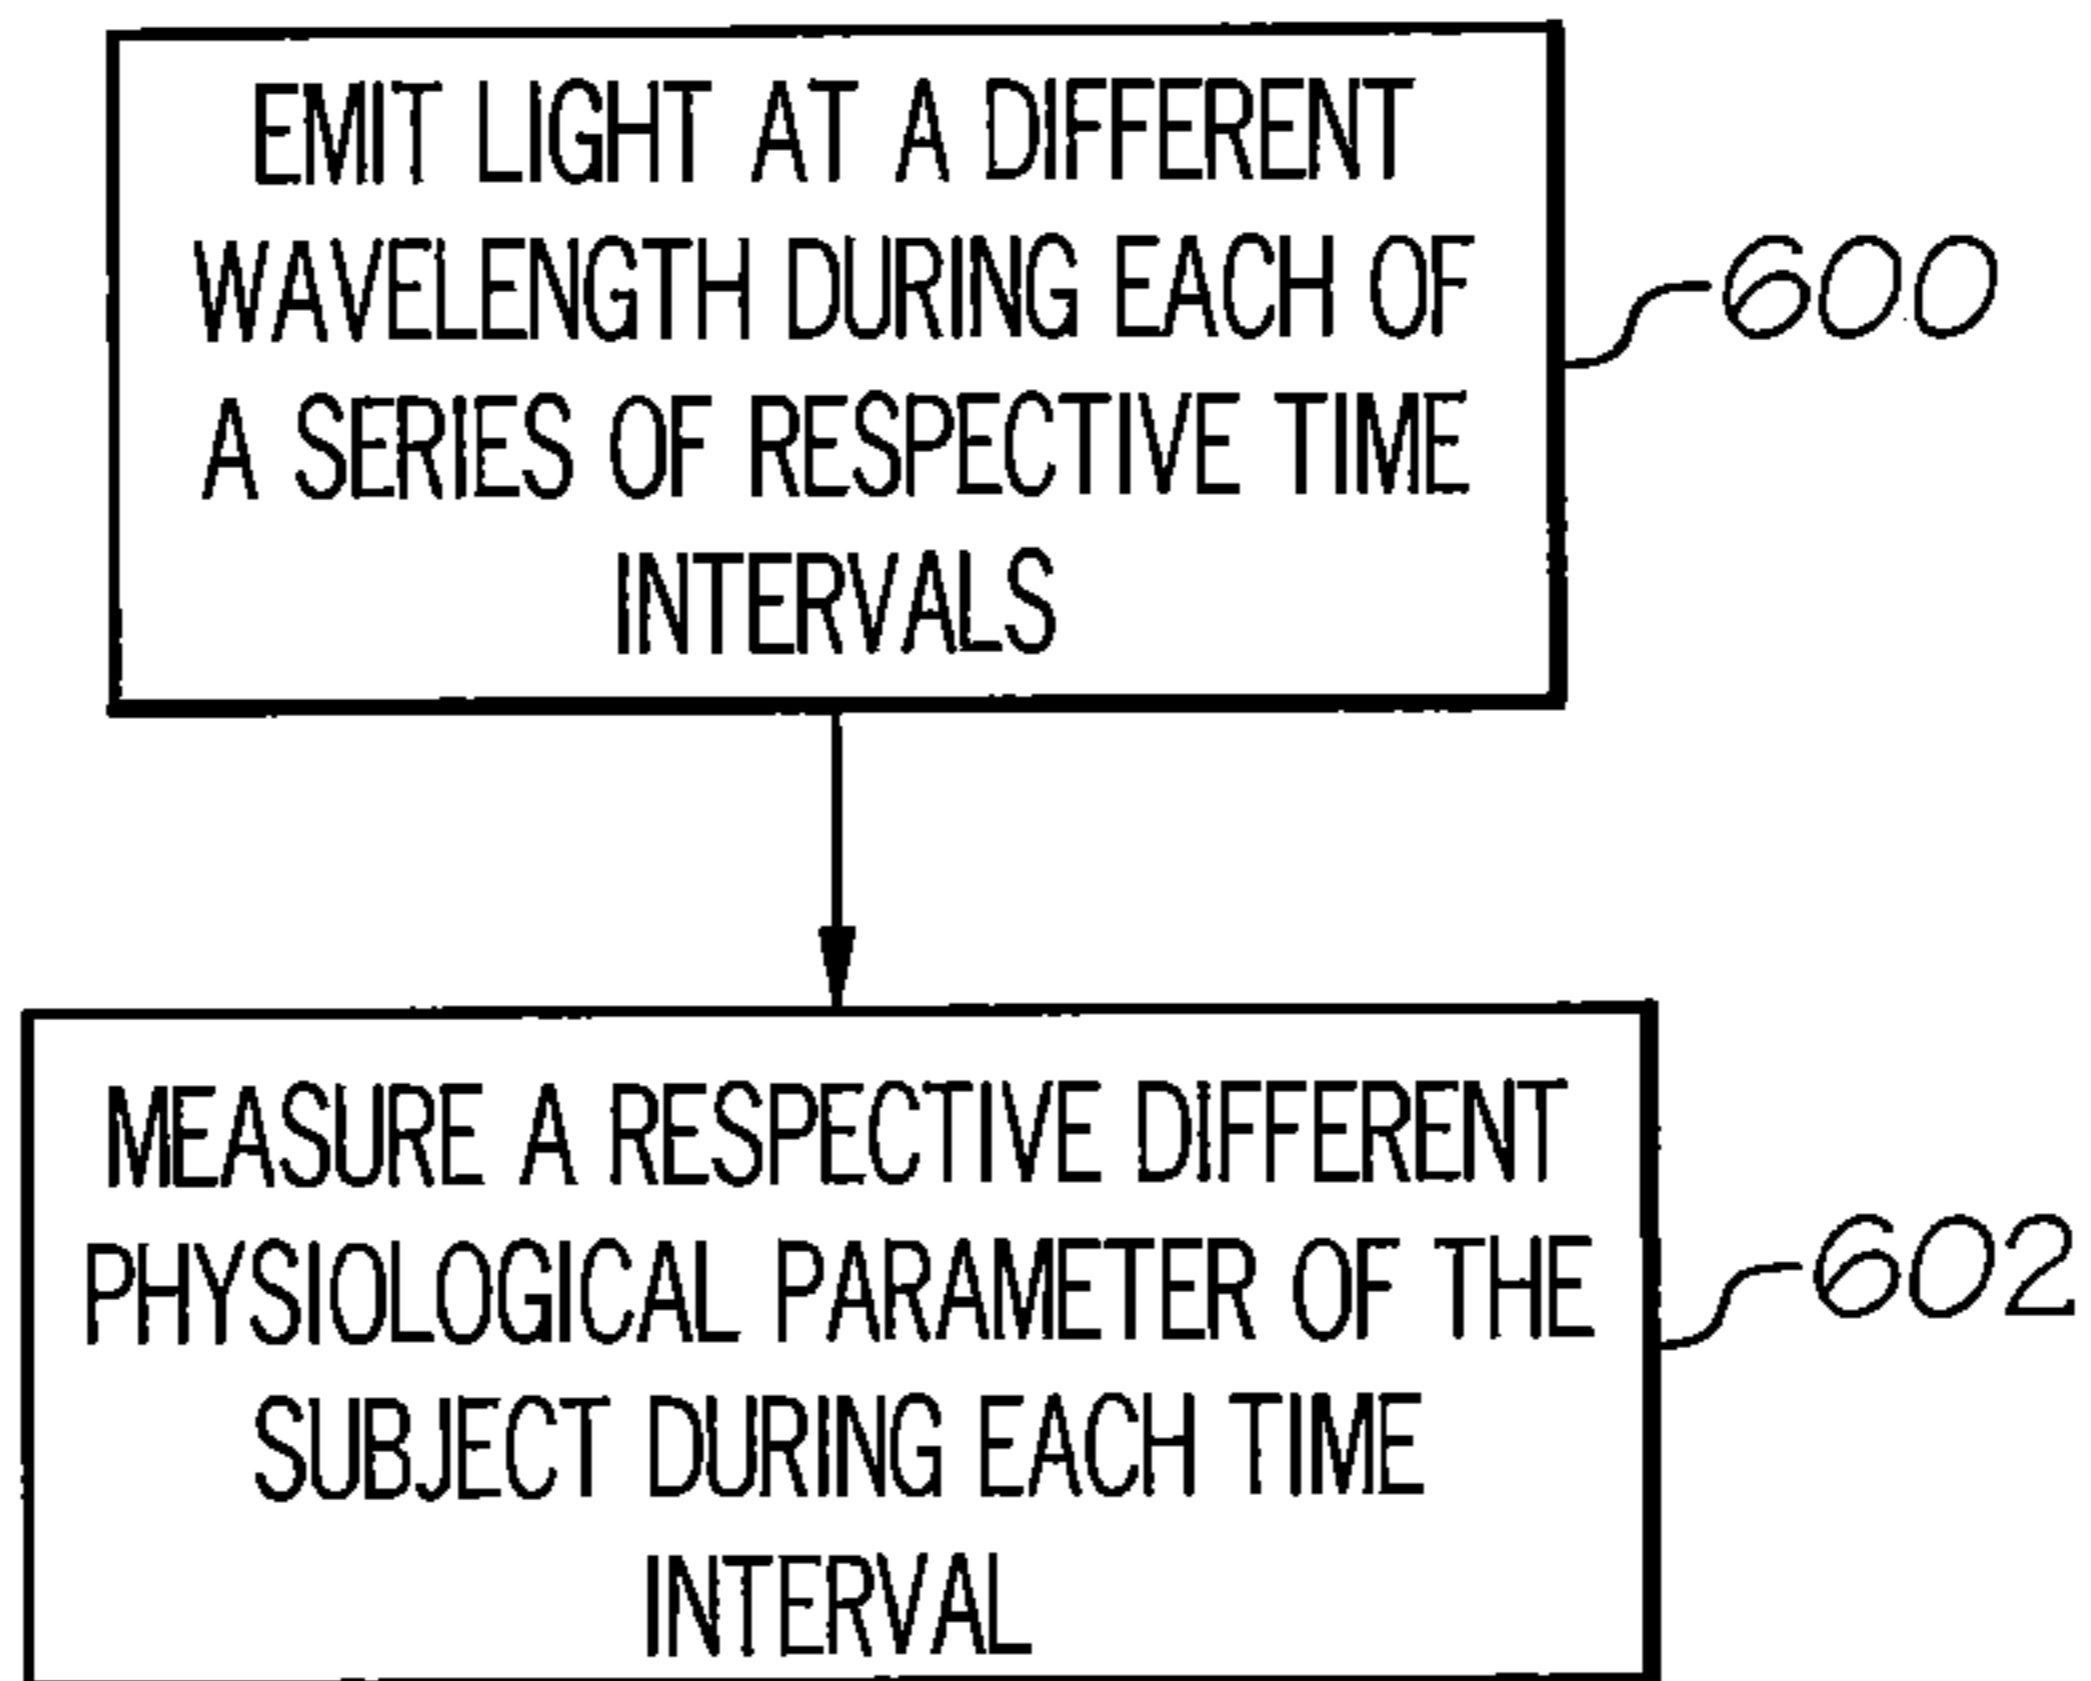 EMIT LIGHT AT A DIFFERENT
WAVELENGTH DURING EACH OF
A SERIES OF RESPECTIVE TIME
INTERVALS
600
MEASURE A RESPECTIVE DIFFERENT
PHYSIOLOGICAL PARAMETER OF THE
SUBJECT DURING EACH TIME
INTERVAL
602